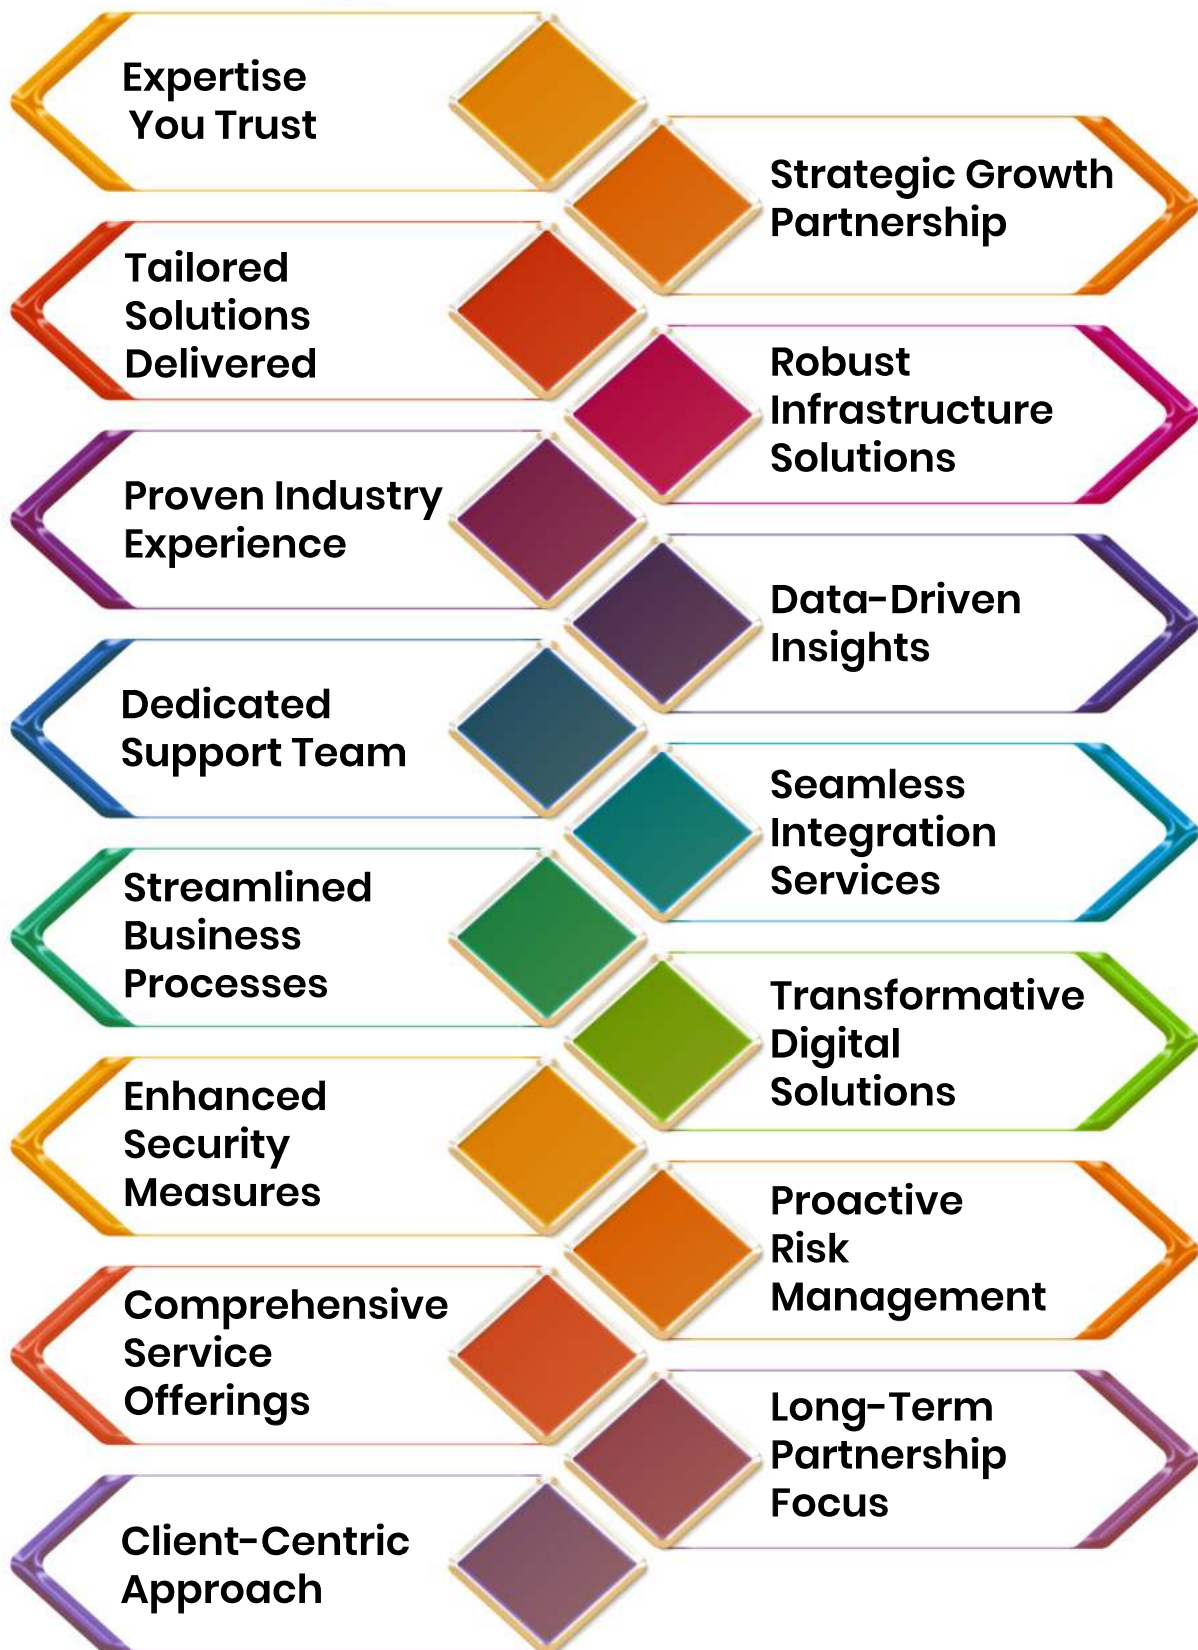 Expertise
You Trust
Strategic Growth
Partnership
Tailored
Solutions
Delivered
Robust
Infrastructure
Solutions
Proven Industry
Experience
Data-Driven
Insights
Dedicated
Support Team
Seamless
Integration
Services
Streamlined
Business
Processes
Transformative
Digital
Solutions
Enhanced
Security
Measures
Proactive
Risk
Management
Comprehensive
Service
Offerings
Long-Term
Partnership
Focus
Client-Centric
Approach